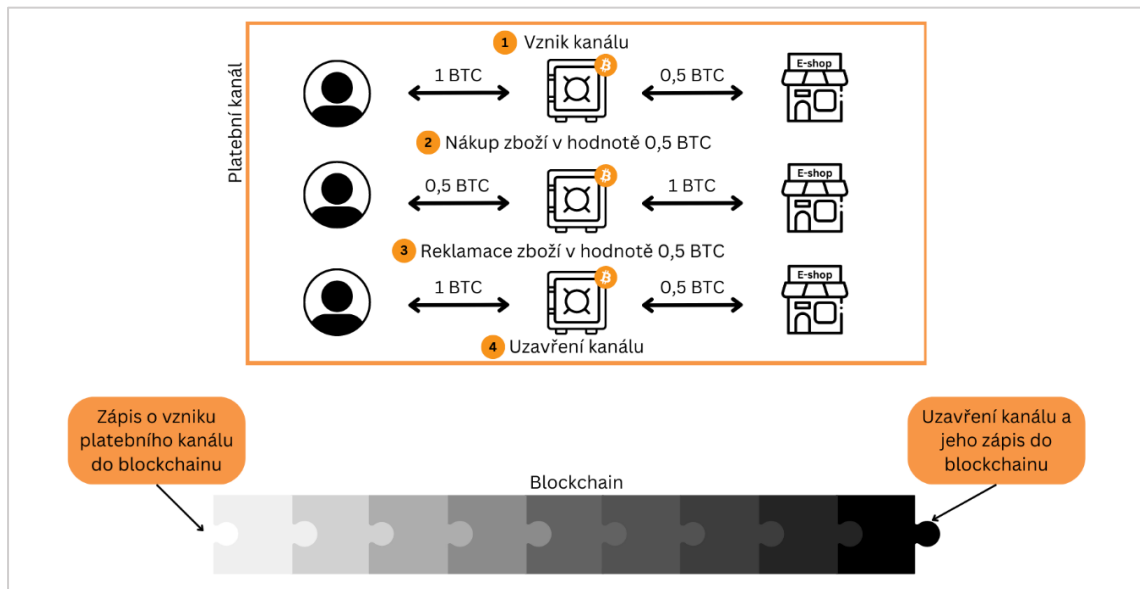 1 Vznik kanálu
Platební kanál
1 BTC
0,5 BTC
E-shop
2 Nákup zboží v hodnotě 0,5 BTC
0,5 BTC
1 BTC
E-shop
3 Reklamace zboží v hodnotě 0,5 BTC
1 BTC
0,5 BTC
E-shop
4 Uzavření kanálu
Zápis o vzniku
platebního kanálu
do blockchainu
Uzavření kanálu a
jeho zápis do
blockchainu
Blockchain